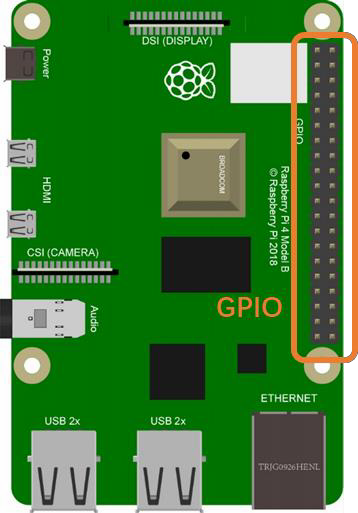 DSI (DISPLAY)
Power
GPIO
HDMI
BROADCOM
Raspberry Pi 4 Model B
© Raspberry Pi 2018
CSI (CAMERA)
Audio
GPIO
ETHERNET
USB 2x
USB 2x
TRJG0926HENL